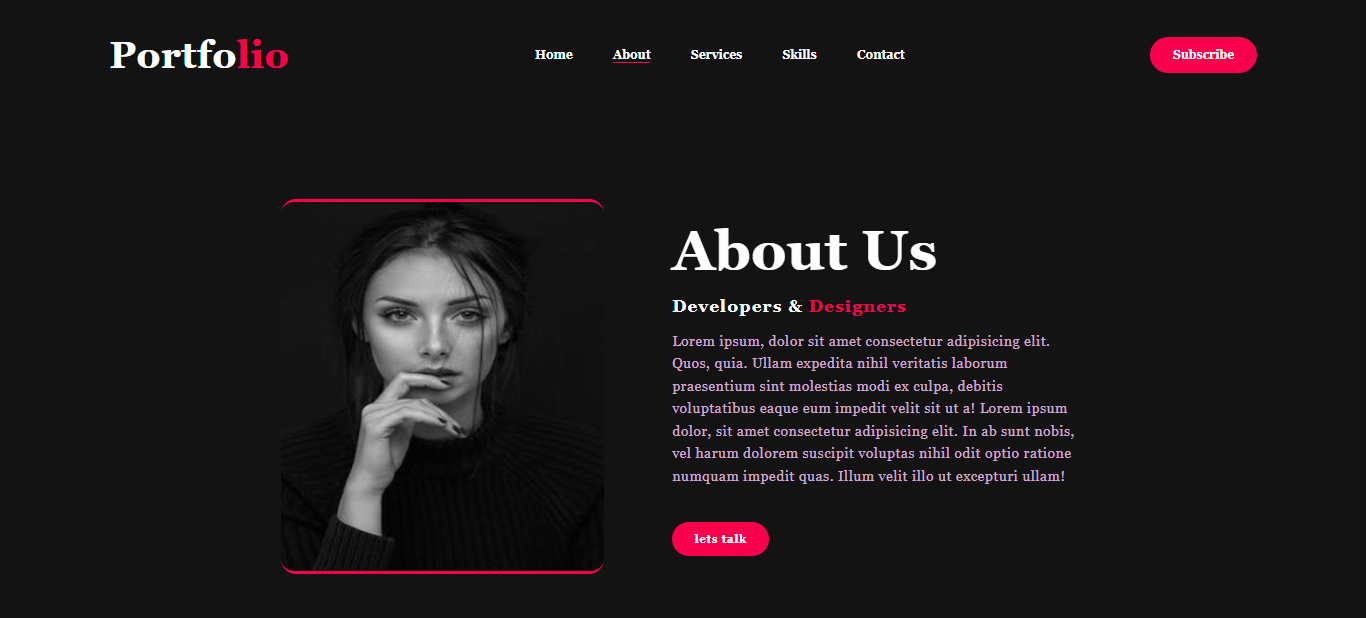 Portfolio
Home About Services Skills Contact
Subscribe
About Us
Developers & Designers
Lorem ipsum, dolor sit amet consectetur adipisicing elit.
Quos, quia. Ullam expedita nihil veritatis laborum
praesentium sint molestias modi ex culpa, debitis
voluptatibus eaque eum impedit velit sit ut a! Lorem ipsum
dolor, sit amet consectetur adipisicing elit. In ab sunt nobis,
vel harum dolorem suscipit voluptas nihil odit optio ratione
numquam impedit quas. Illum velit illo ut excepturi ullam!
lets talk